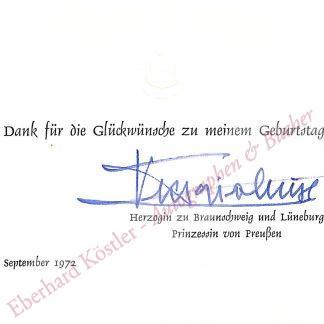 Dank für die Glückwünsche zu meinem Geburtstag
Herzogin zu Braunschweig und Lüneburg
Prinzessin von Preußen
September 1972
Eberhard Köstler - Autographen & Bücher